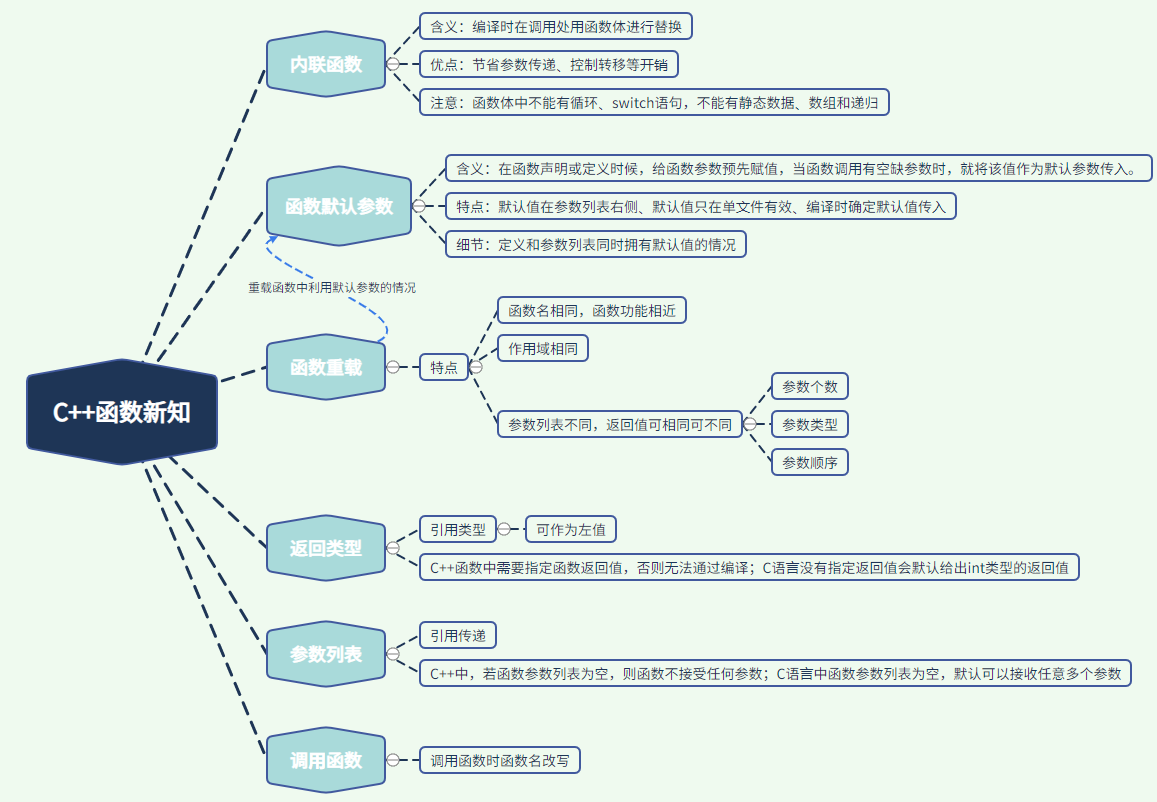 C++函数新知
内联函数
含义：编译时在调用处用函数体进行替换
优点：节省参数传递、控制转移等开销
注意：函数体中不能有循环、switch语句，不能有静态数据、数组和递归
函数默认参数
含义：在函数声明或定义时候，给函数参数预先赋值，当函数调用有空缺参数时，就将该值作为默认参数传入。
特点：默认值在参数列表右侧、默认值只在单文件有效、编译时确定默认值传入
细节：定义和参数列表同时拥有默认值的情况
重载函数中利用默认参数的情况
函数重载
特点
函数名相同，函数功能相近
作用域相同
参数列表不同，返回值可相同可不同
参数个数
参数类型
参数顺序
返回类型
引用类型
可作为左值
C++函数中需要指定函数返回值，否则无法通过编译；C语言没有指定返回值会默认给出int类型的返回值
参数列表
引用传递
C++中，若函数参数列表为空，则函数不接受任何参数；C语言中函数参数列表为空，默认可以接收任意多个参数
调用函数
调用函数时函数名改写